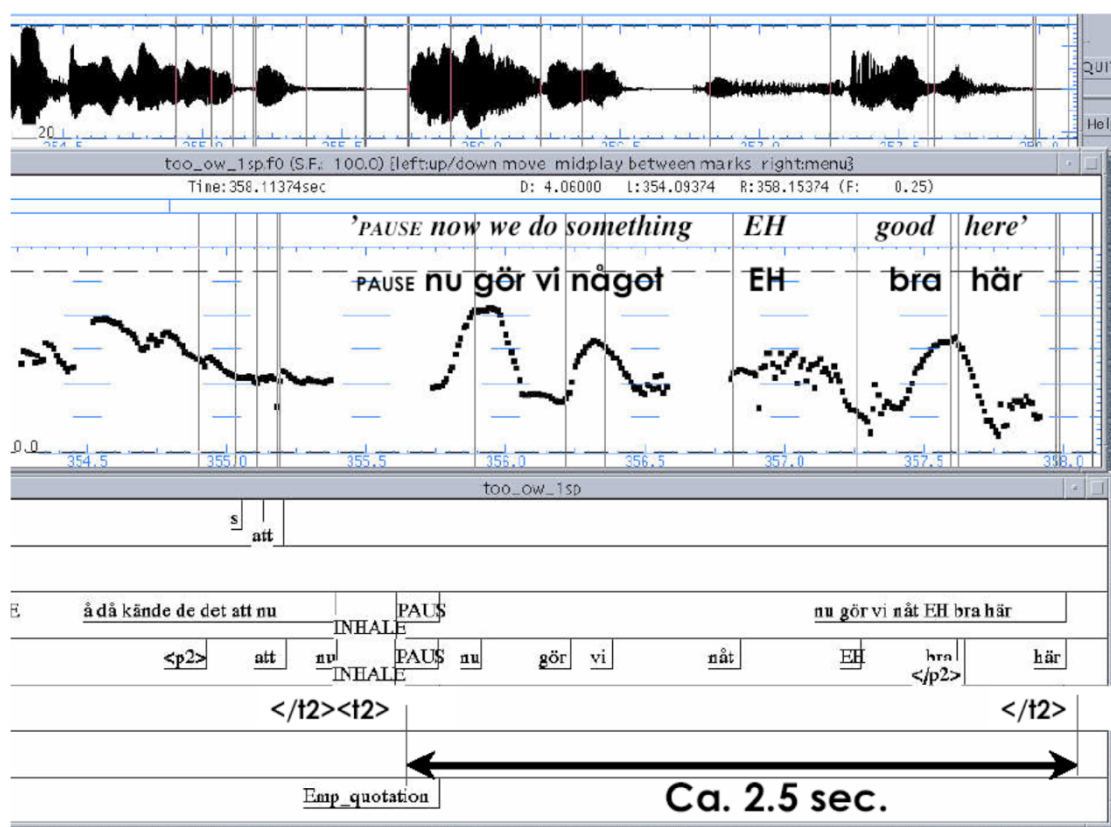 QUI
20
Hel
too_ow_1sp.f0 (S.F.: 100.0) {left:up/down move midplay between marks right:menu}
Time:358.11374sec D: 4.06000 L:354.09374 R:358.15374 (F: 0.25)
'PAUSE now we do something EH good here'
PAUSE nu gör vi något EH bra här
0.0
354.5 355.0 355.5 356.0 356.5 357.0 357.5 358.0
too_ow_1sp
s
att
E å då kände de det att nu PAUS nu gör vi nåt EH bra här
INHALE
<p2> att nu PAUS nu gör vi nåt EH bra här
INHALE </p2>
</t2><t2> </t2>
Emp_quotation Ca. 2.5 sec.